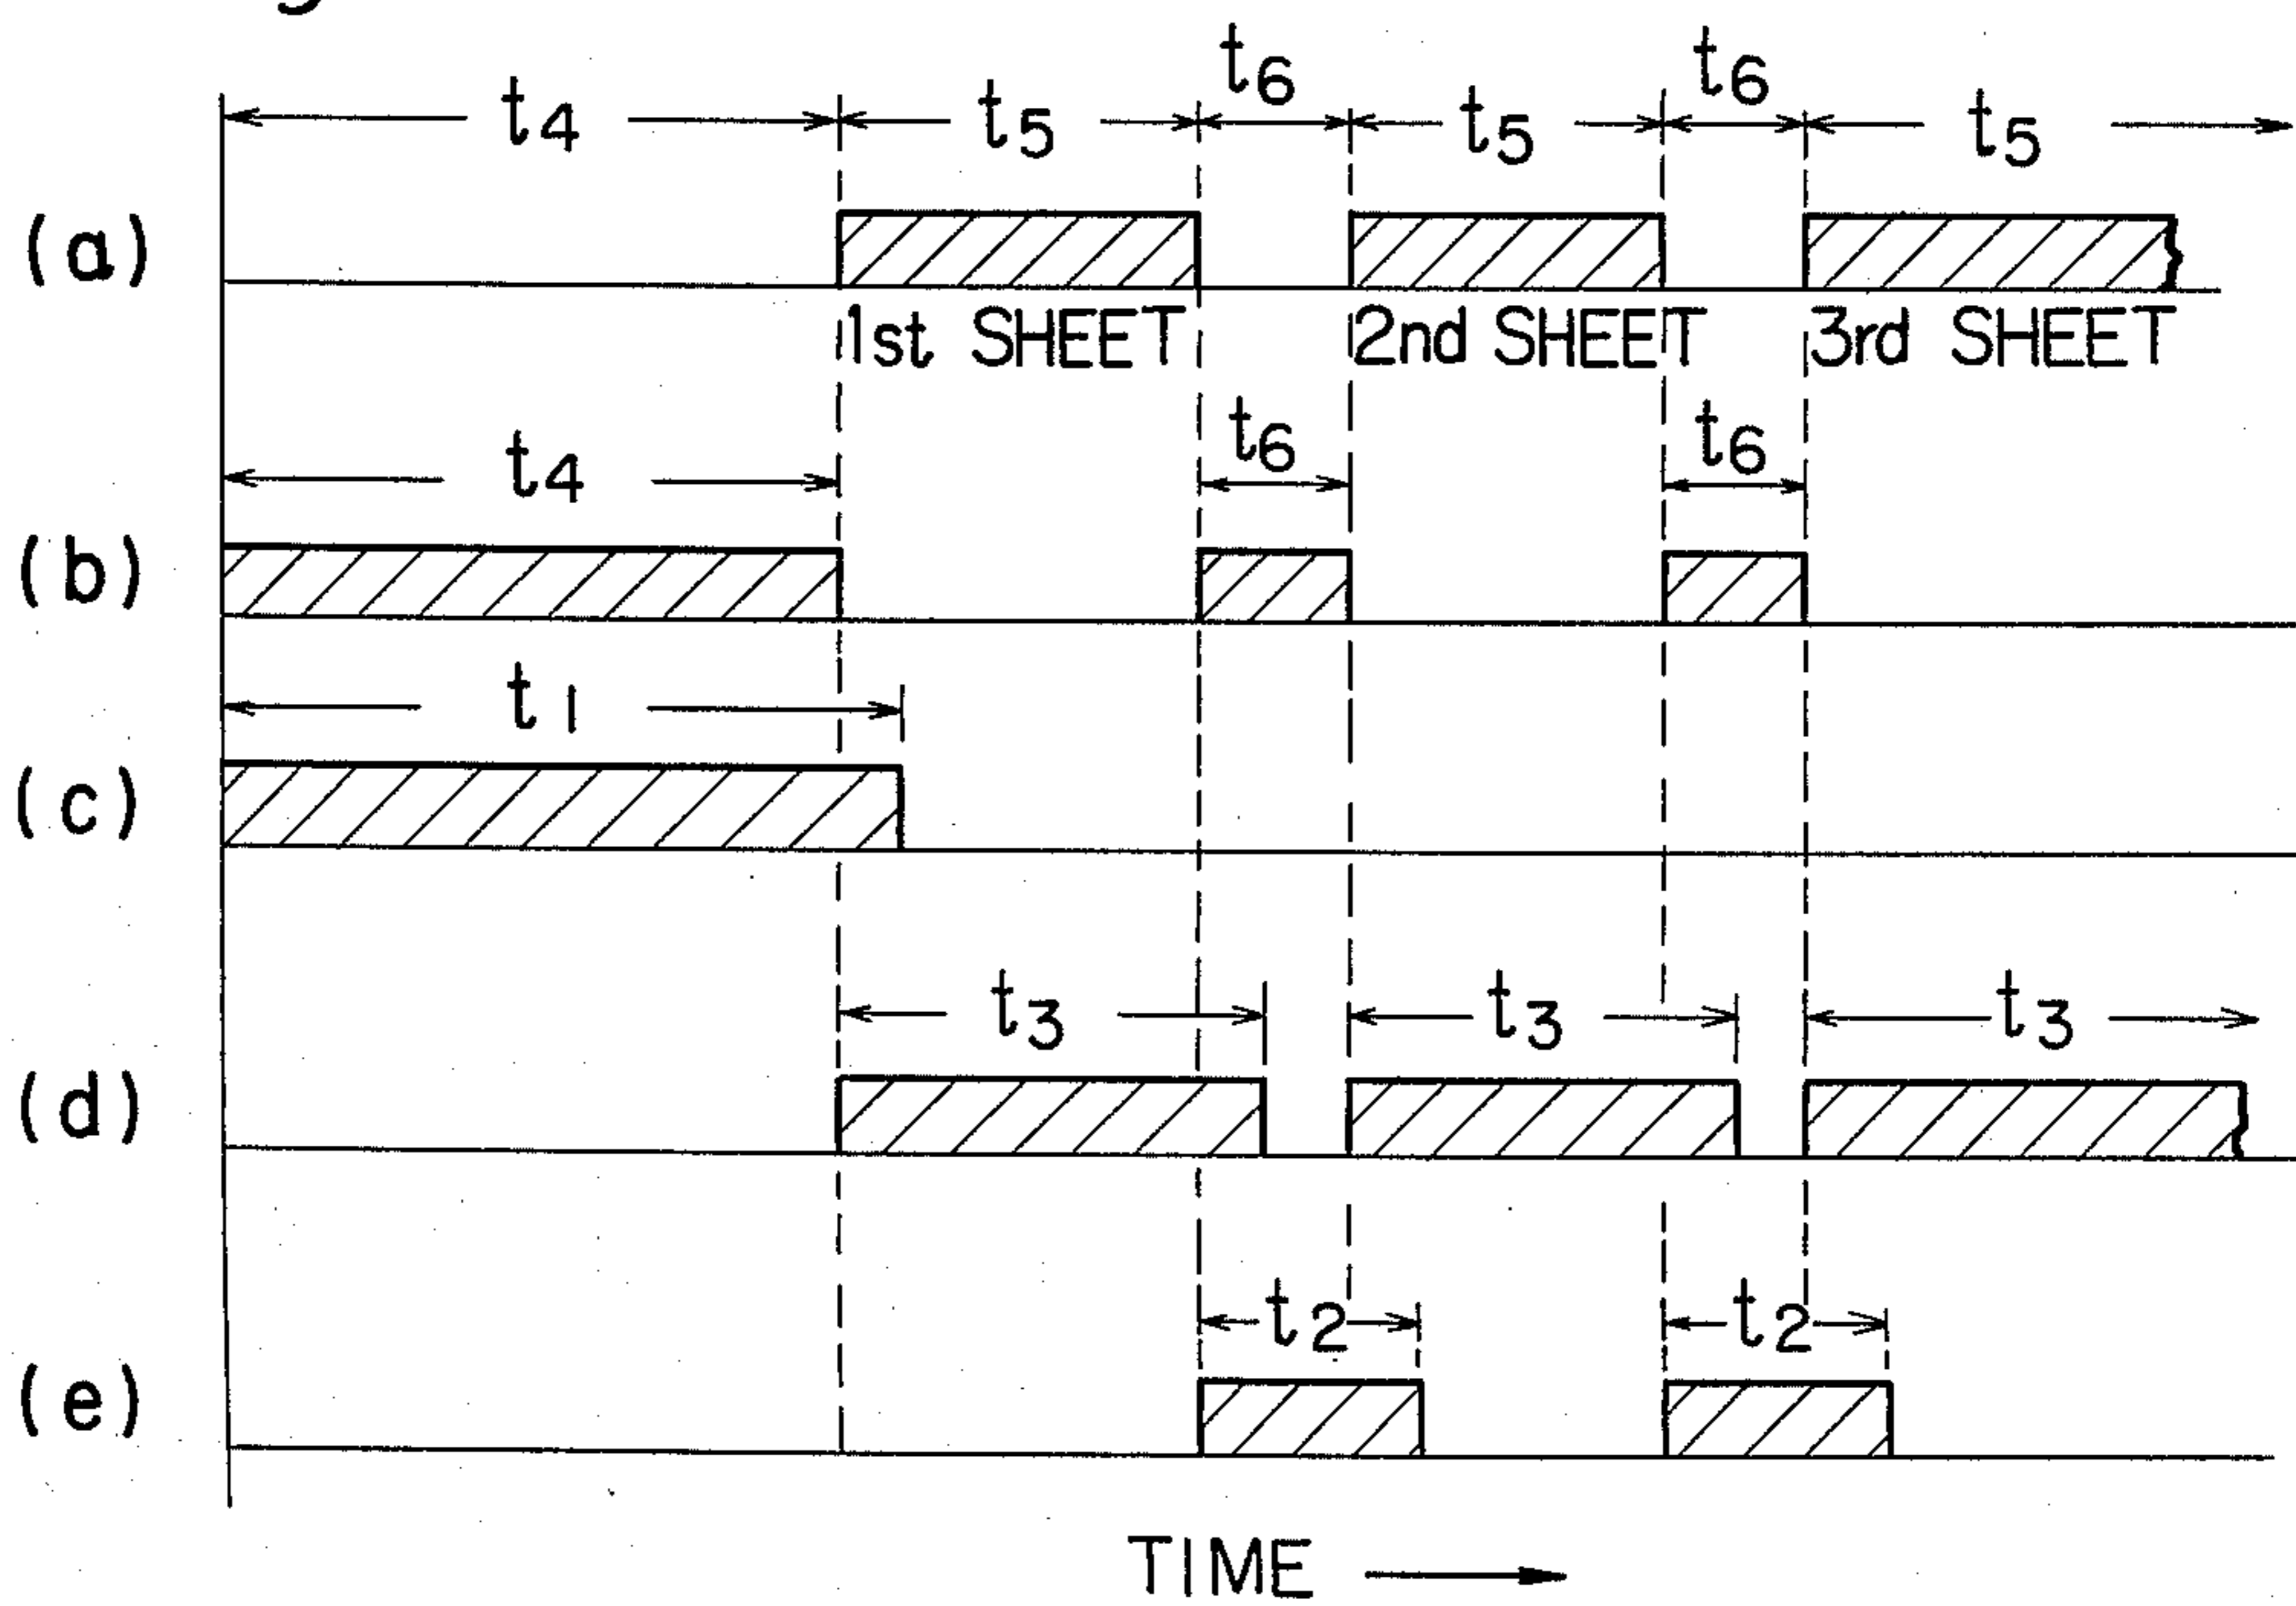 t4 t5 t6 t5 t6 t5
(a)
1st SHEET 2nd SHEET 3rd SHEET
t4 t6 t6
(b)
t1
(c)
t3 t3 t3
(d)
t2 t2
(e)
TIME